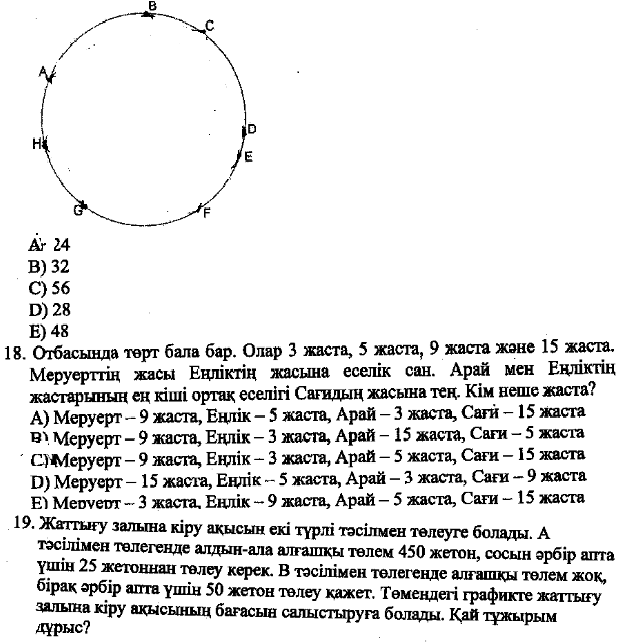 B
C
A
D
H
E
G
F
A) 24
B) 32
C) 56
D) 28
E) 48
18. Отбасында төрт бала бар. Олар 3 жаста, 5 жаста, 9 жаста және 15 жаста.
Меруерттің жасы Еңліктің жасына еселік сан. Арай мен Еңліктің
жастарының ең кіші ортақ еселігі Сағидың жасына тең. Кім неше жаста?
A) Меруерт – 9 жаста, Еңлік – 5 жаста, Арай – 3 жаста, Сағи – 15 жаста
B) Меруерт – 9 жаста, Еңлік – 3 жаста, Арай – 15 жаста, Саги – 5 жаста
C) Меруерт – 9 жаста, Еңлік – 3 жаста, Арай – 5 жаста, Саги – 15 жаста
D) Меруерт – 15 жаста, Еңлік – 5 жаста, Арай – 3 жаста, Саги – 9 жаста
E) Меруерт – 3 жаста, Еңлік – 9 жаста, Арай – 5 жаста, Саги – 15 жаста
19. Жаттығу залына кіру ақысын екі түрлі тәсілмен төлеуге болады. А
тәсілімен төлегенде алдын-ала алғашқы төлем 450 жетон, сосын әрбір апта
үшін 25 жетоннан төлеу керек. В тәсілімен төлегенде алғашқы төлем жоқ,
бірақ әрбір апта үшін 50 жетон төлеу қажет. Төмендегі графикте жаттығу
залына кіру ақысының бағасын салыстыруға болады. Қай тұжырым
дұрыс?